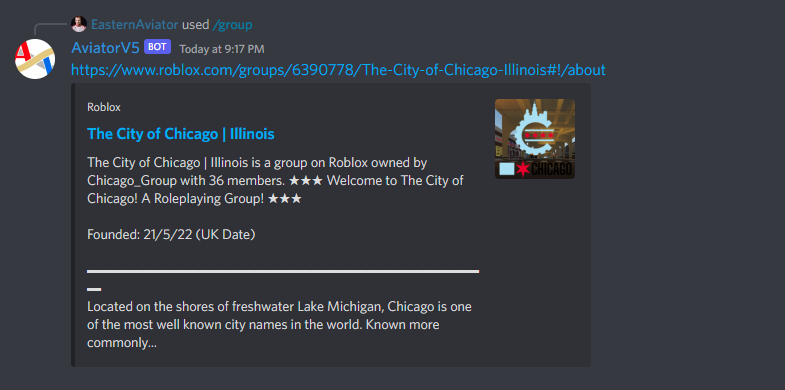 EasternAviator used /group
AviatorV5 BOT Today at 9:17 PM
https://www.roblox.com/groups/6390778/The-City-of-Chicago-Illinois#!/about
Roblox
The City of Chicago | Illinois
The City of Chicago | Illinois is a group on Roblox owned by
Chicago_Group with 36 members. ★★★ Welcome to The City of
Chicago! A Roleplaying Group! ★★★
Founded: 21/5/22 (UK Date)
Located on the shores of freshwater Lake Michigan, Chicago is one
of the most well known city names in the world. Known more
commonly...
CHICAGO